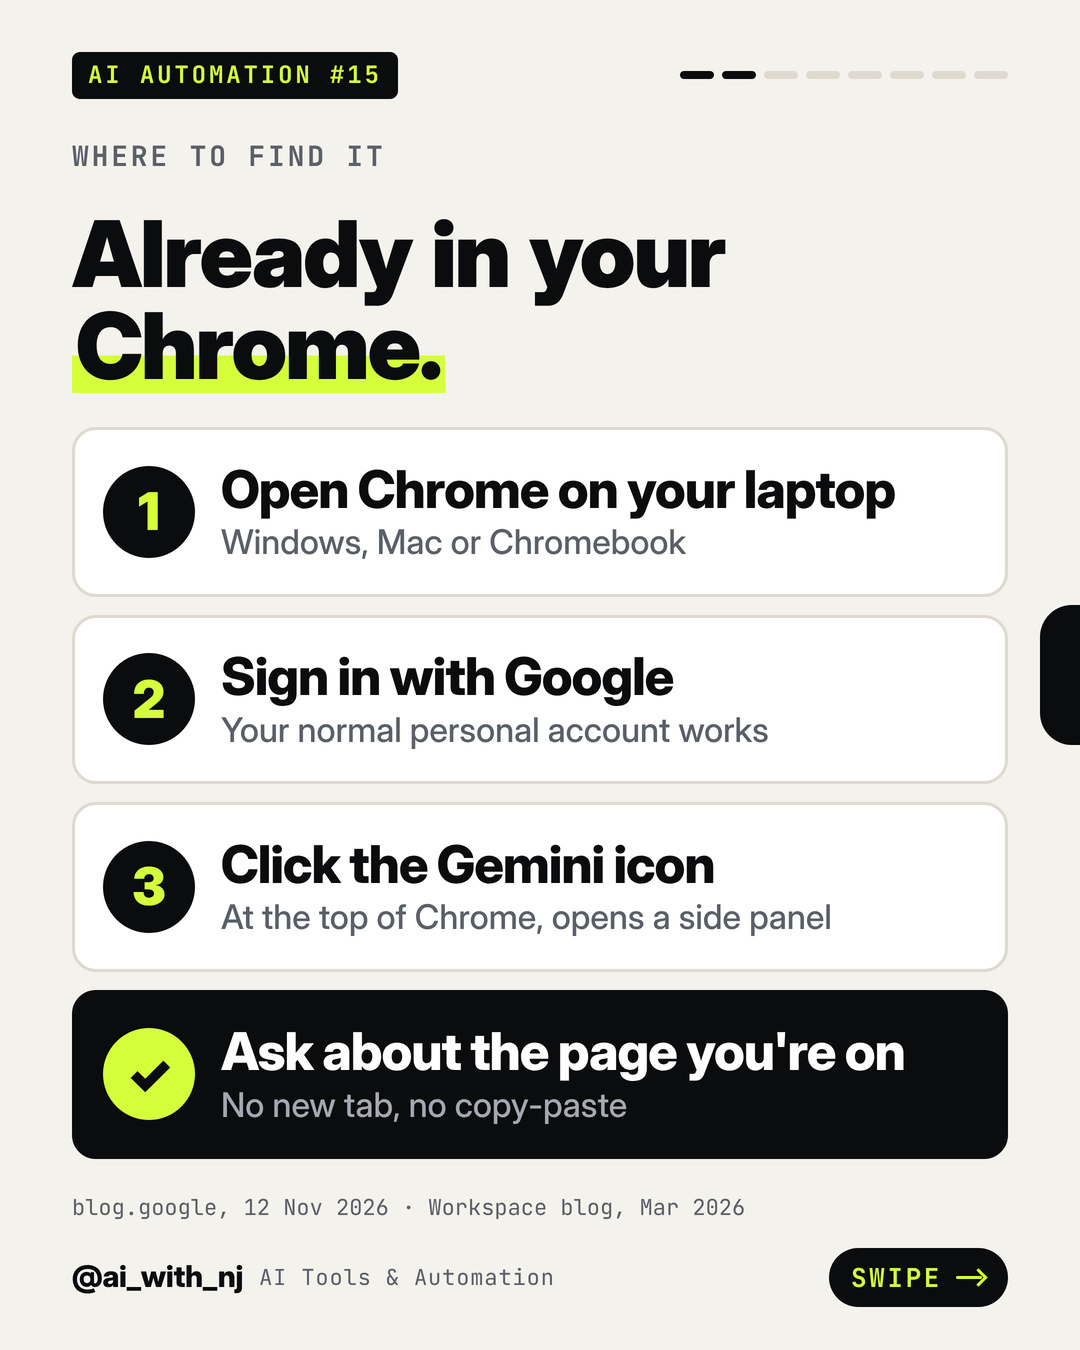 AI AUTOMATION #15
WHERE TO FIND IT
Already in your
Chrome.
1
Open Chrome on your laptop
Windows, Mac or Chromebook
2
Sign in with Google
Your normal personal account works
3
Click the Gemini icon
At the top of Chrome, opens a side panel
Ask about the page you're on
No new tab, no copy-paste
blog.google, 12 Nov 2026 · Workspace blog, Mar 2026
@ai_with_nj AI Tools & Automation
SWIPE →